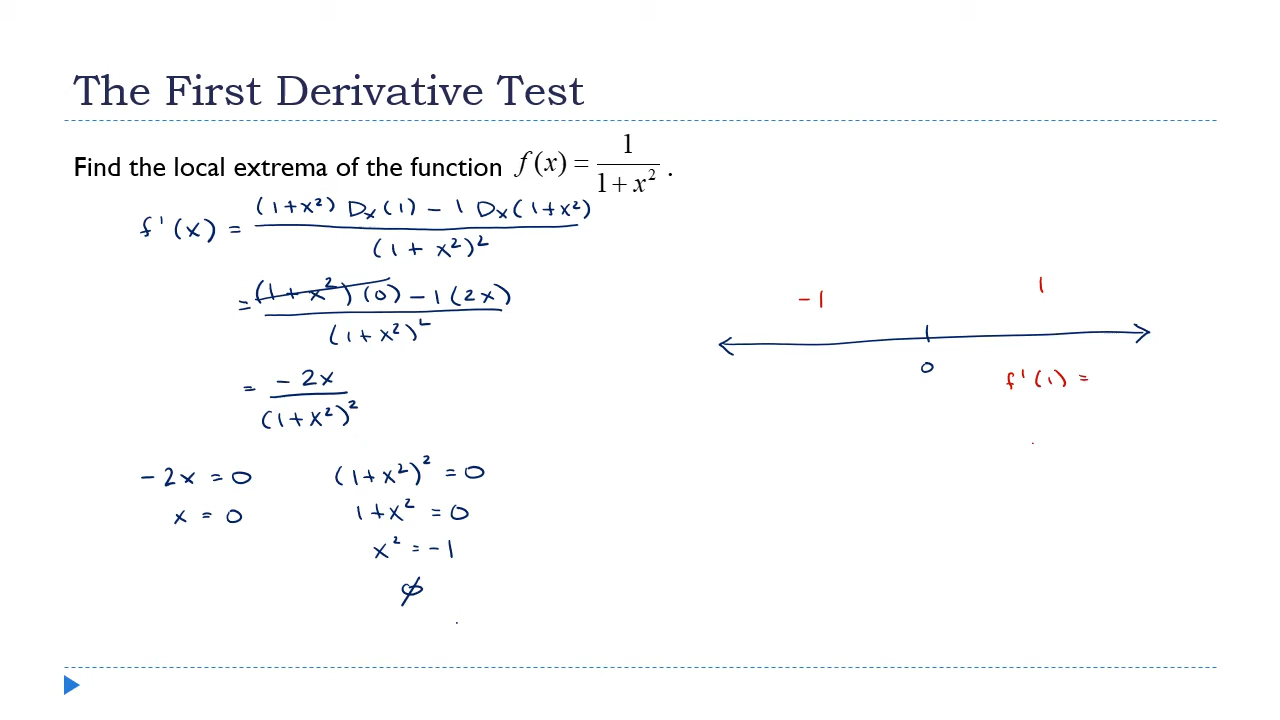 The First Derivative Test
Find the local extrema of the function f(x) = 1/(1 + x²) .
f'(x) = ((1+x²) Dₓ(1) − 1 Dₓ(1+x²))/(1 + x²)²
= ((1+x²)(0) − 1(2x))/(1+x²)²
= −2x/(1+x²)²
−2x = 0
x = 0
(1+x²)² = 0
1+x² = 0
x² = −1
∅
−1
1
0
f'(1) =